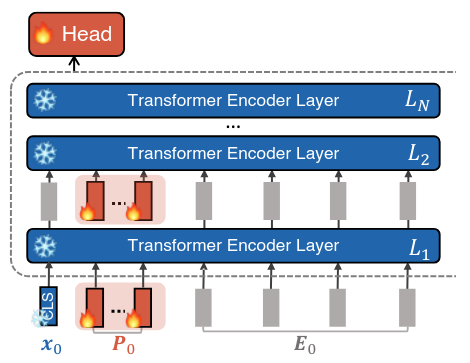 Head
Transformer Encoder Layer L_N
...
Transformer Encoder Layer L_2
...
Transformer Encoder Layer L_1
CLS ...
x_0 P_0 E_0